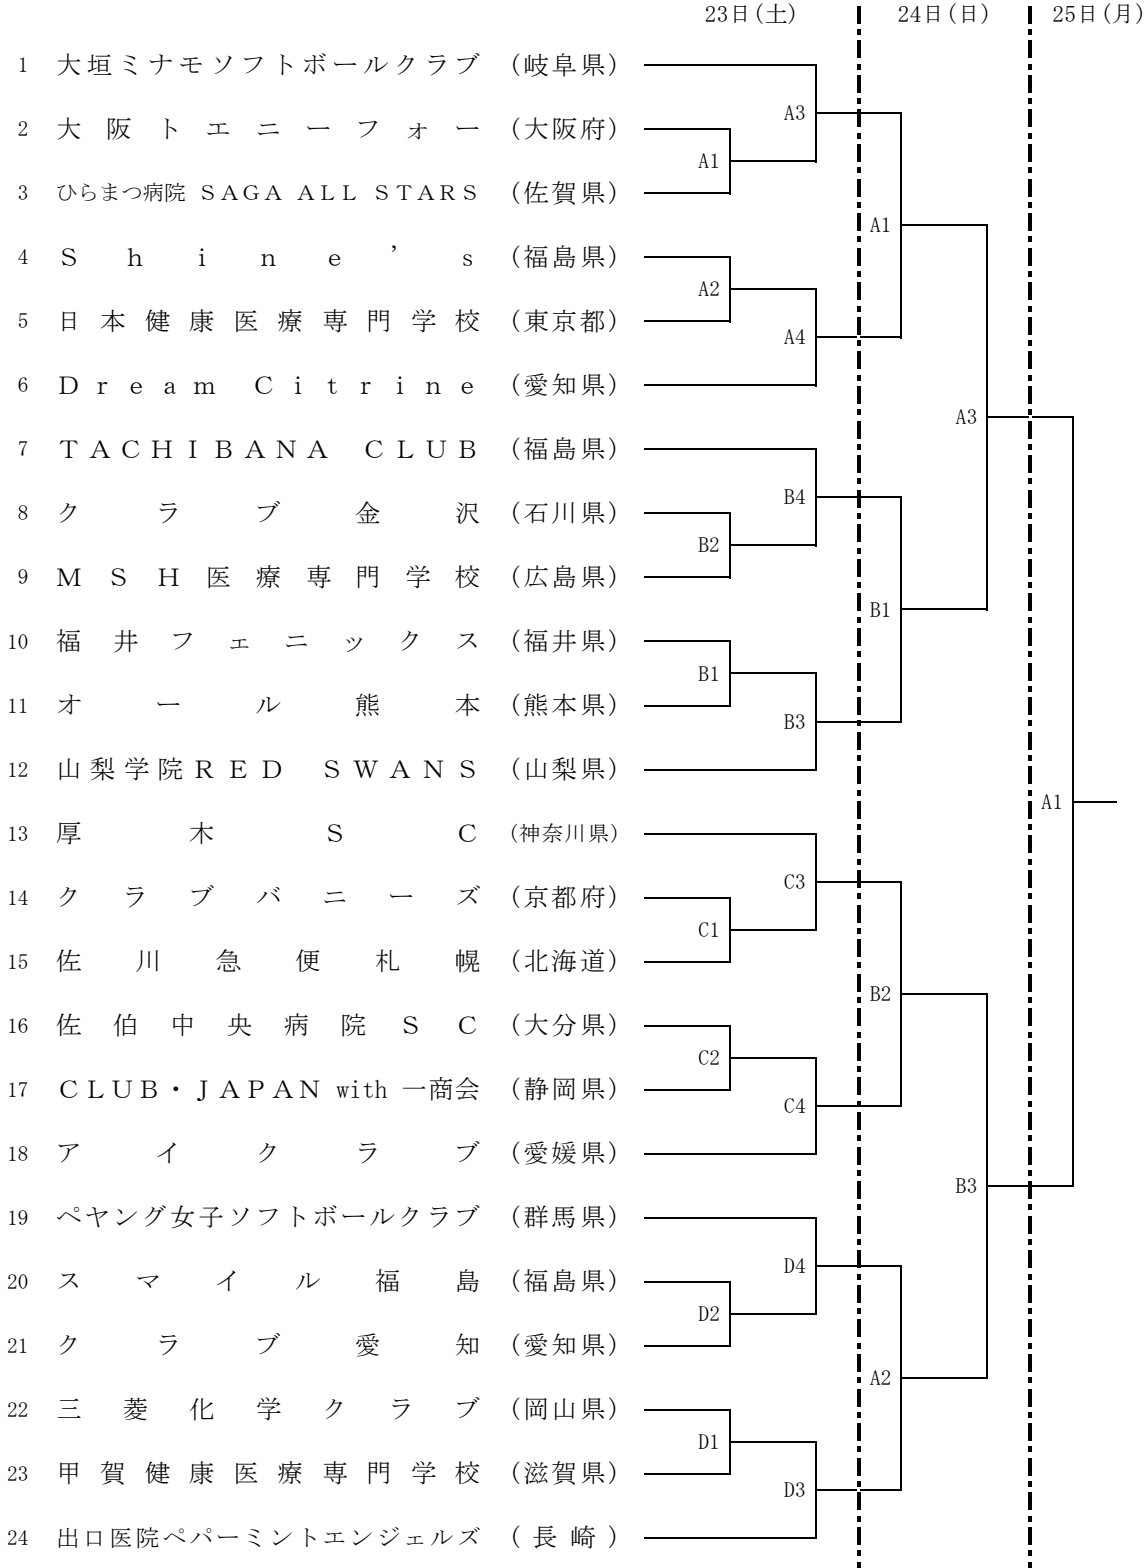 23日(土) 24日(日) 25日(月)
1 大垣ミナモソフトボールクラブ (岐阜県)
A3
2 大阪トエニーフォー (大阪府)
A1
3 ひらまつ病院 ＳＡＧＡ ＡＬＬ ＳＴＡＲＳ (佐賀県)
A1
4 Ｓｈｉｎｅ’ｓ (福島県)
A2
5 日本健康医療専門学校 (東京都)
A4
6 Ｄｒｅａｍ Ｃｉｔｒｉｎｅ (愛知県)
A3
7 ＴＡＣＨＩＢＡＮＡ ＣＬＵＢ (福島県)
B4
8 クラブ金沢 (石川県)
B2
9 ＭＳＨ医療専門学校 (広島県)
B1
10 福井フェニックス (福井県)
B1
11 オール熊本 (熊本県)
B3
12 山梨学院ＲＥＤ ＳＷＡＮＳ (山梨県)
A1
13 厚木ＳＣ (神奈川県)
C3
14 クラブバニーズ (京都府)
C1
15 佐川急便札幌 (北海道)
B2
16 佐伯中央病院ＳＣ (大分県)
C2
17 ＣＬＵＢ・ＪＡＰＡＮ with 一商会 (静岡県)
C4
18 アイクラブ (愛媛県)
B3
19 ペヤング女子ソフトボールクラブ (群馬県)
D4
20 スマイル福島 (福島県)
D2
21 クラブ愛知 (愛知県)
A2
22 三菱化学クラブ (岡山県)
D1
23 甲賀健康医療専門学校 (滋賀県)
D3
24 出口医院ペパーミントエンジェルズ (長崎)